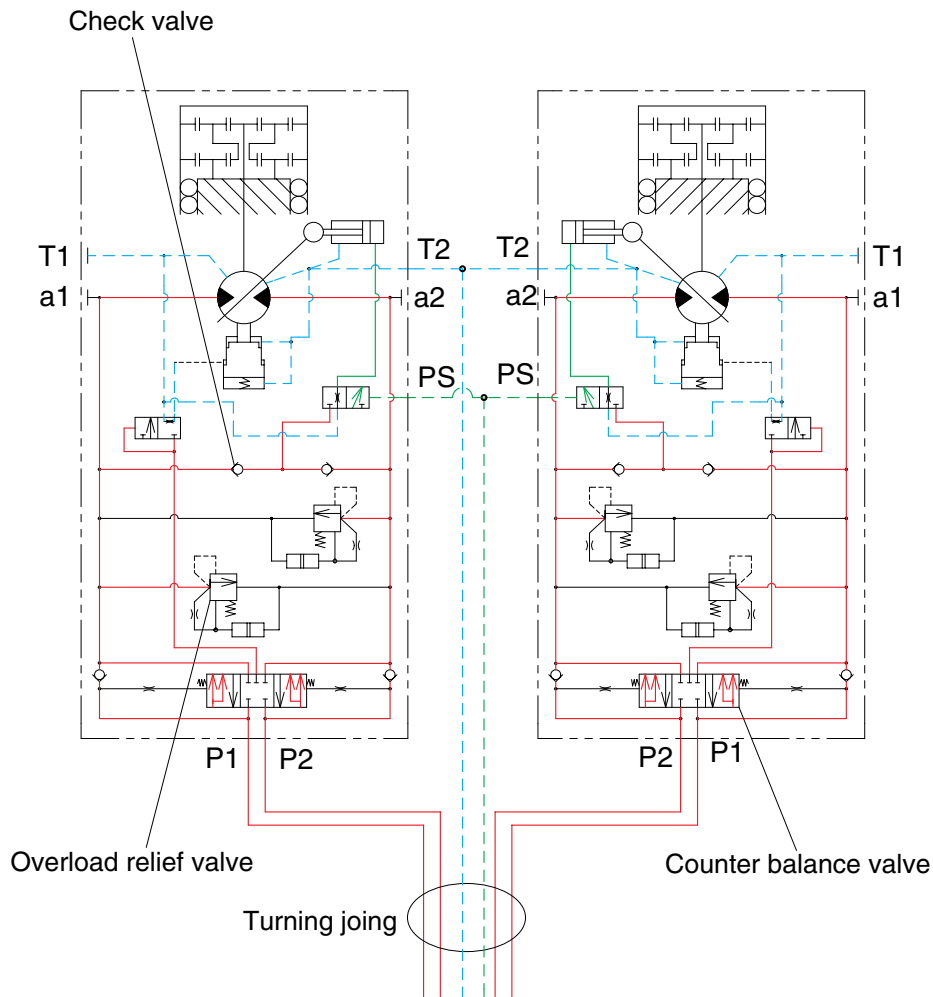 Check valve
T1
T2
T2
T1
a1
a2
a2
a1
PS
PS
P1
P2
P2
P1
Overload relief valve
Counter balance valve
Turning joing